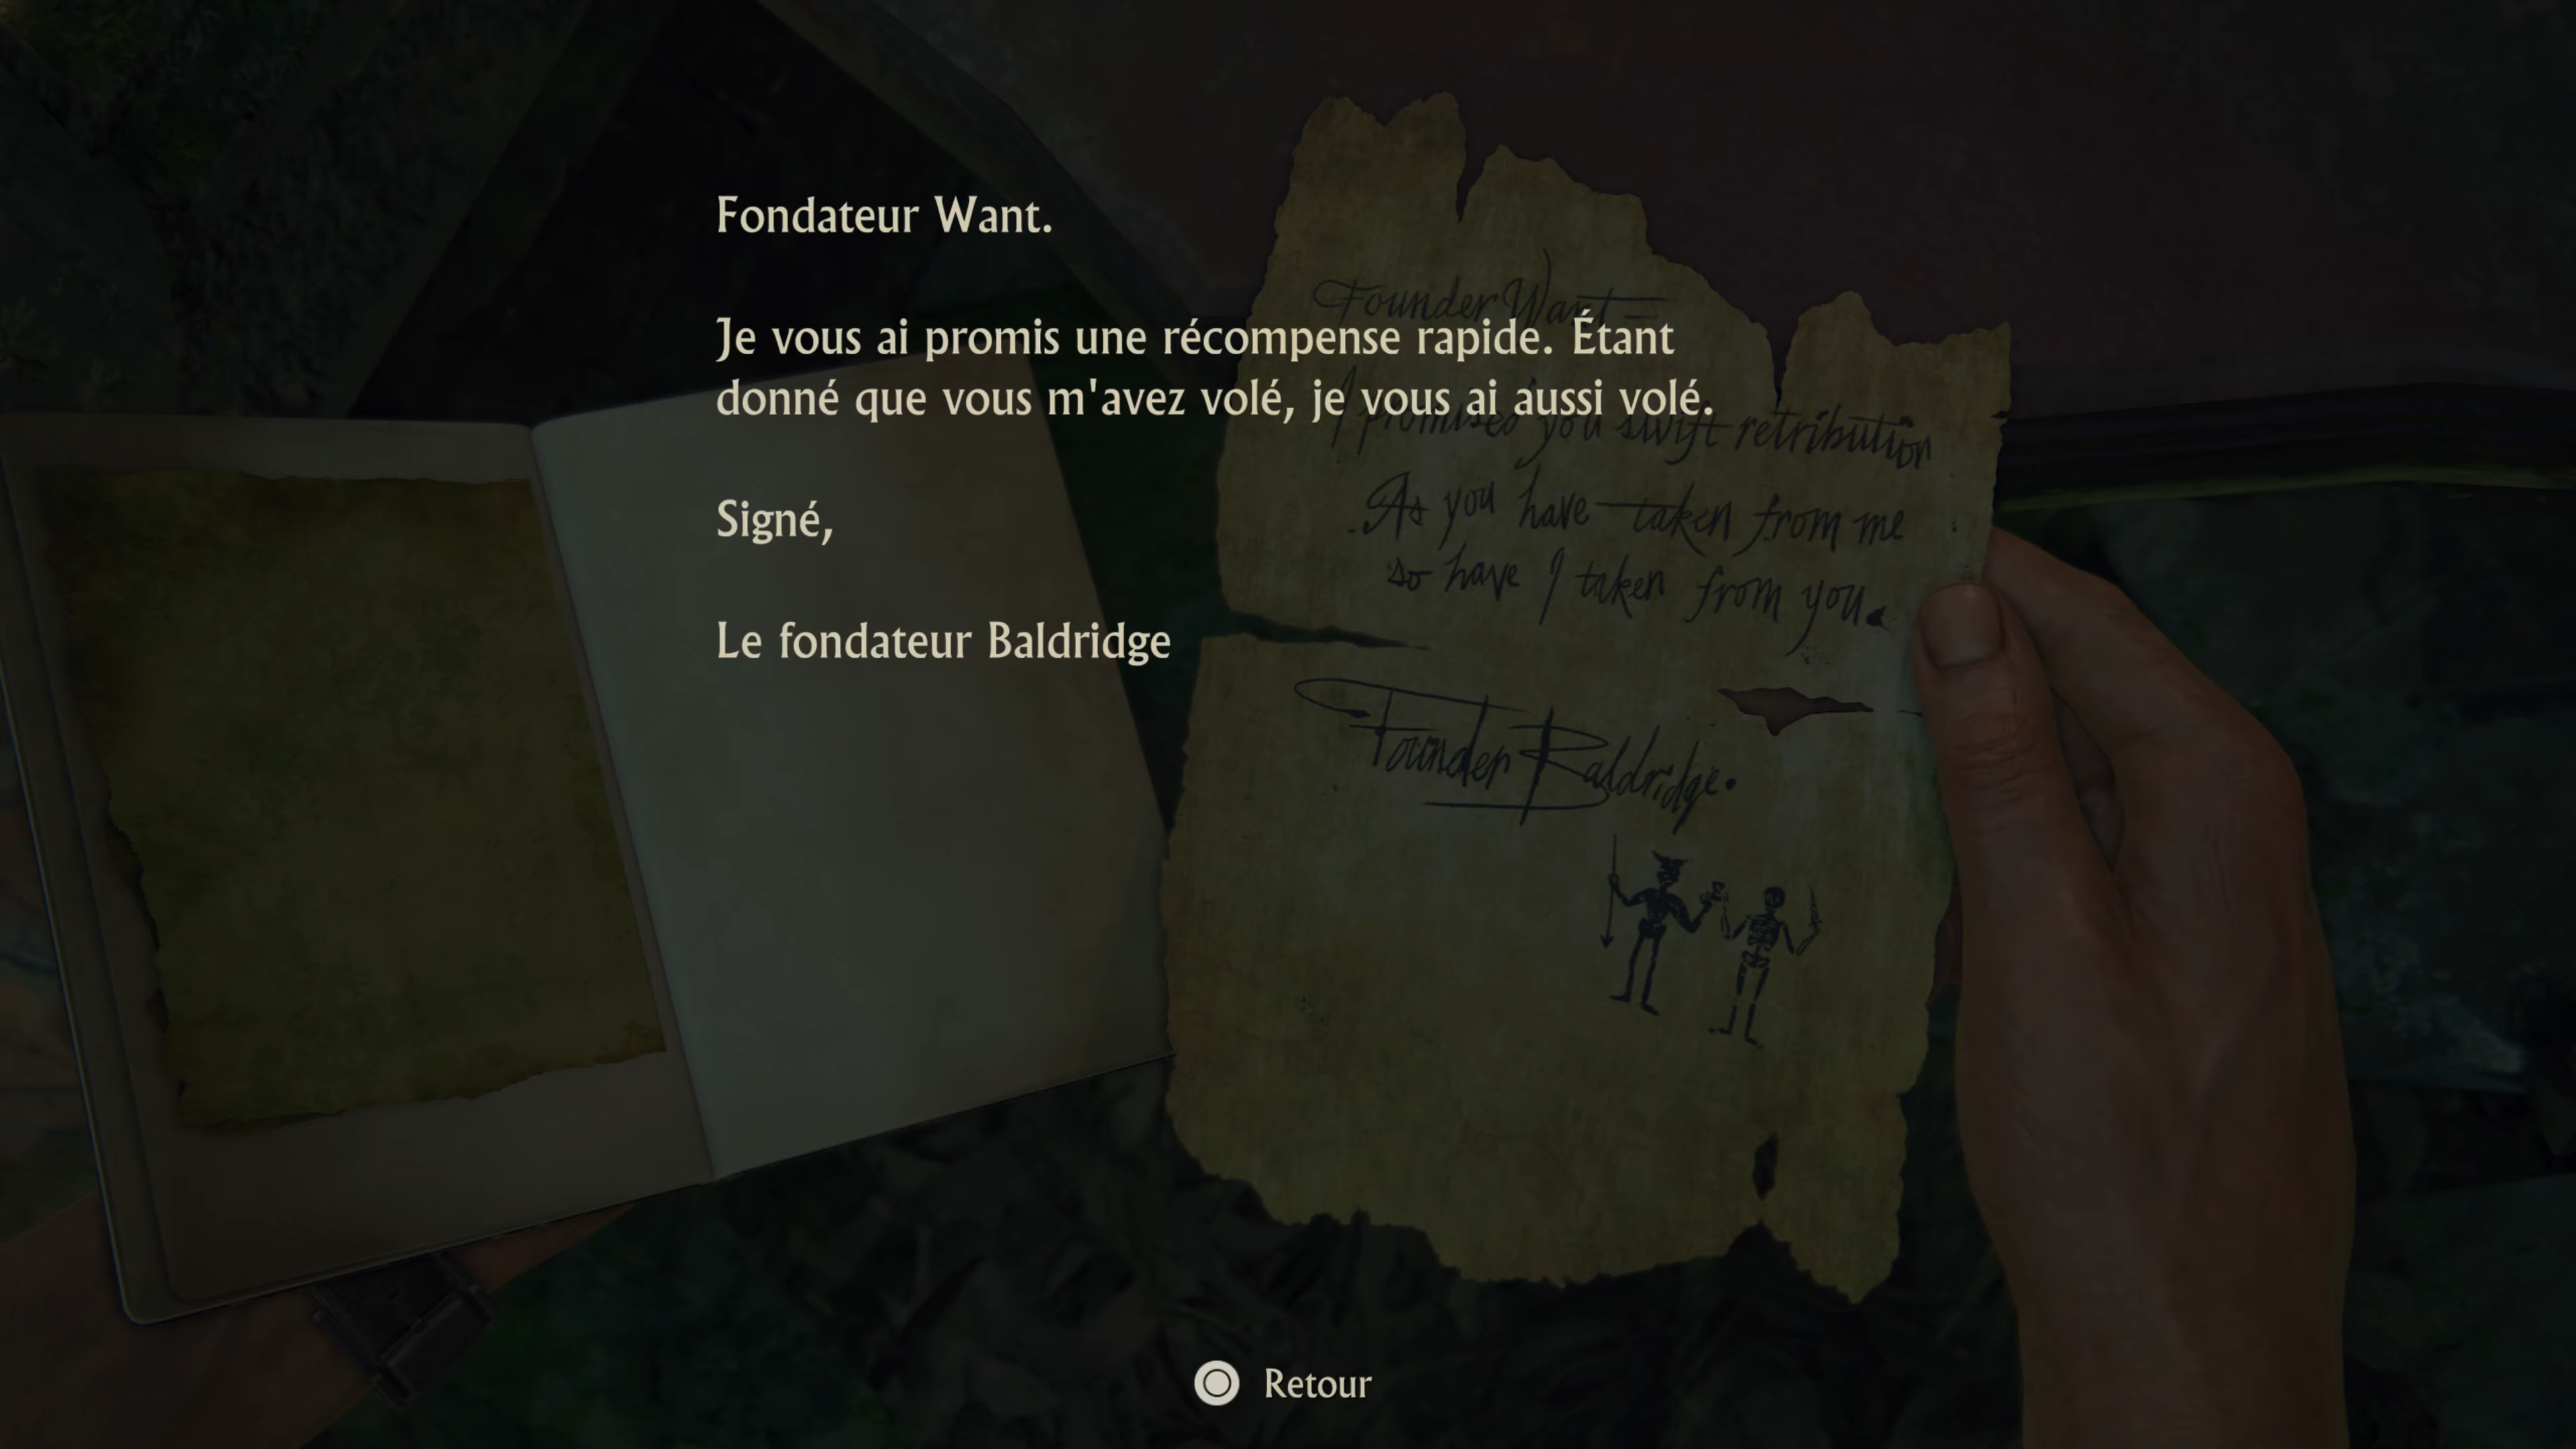 Fondateur Want.
Je vous ai promis une récompense rapide. Étant
donné que vous m'avez volé, je vous ai aussi volé.
Signé,
Le fondateur Baldridge
Founder Want
I promised you swift retribution
As you have taken from me
so have I taken from you.
Founder Baldridge.
Retour